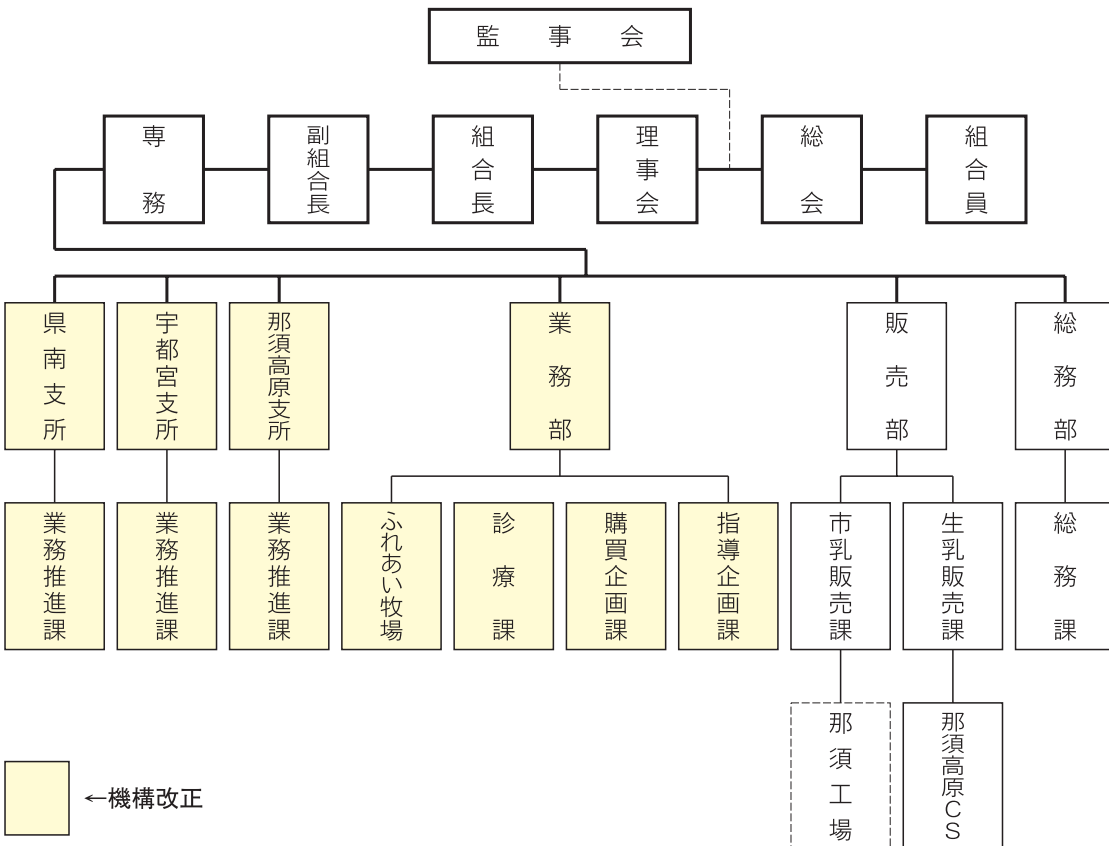 監事会
組合員
総会
理事会
組合長
副組合長
専務
総務部
販売部
業務部
那須高原支所
宇都宮支所
県南支所
総務課
生乳販売課
市乳販売課
指導企画課
購買企画課
診療課
ふれあい牧場
業務推進課
業務推進課
業務推進課
那須高原CS
那須工場
←機構改正